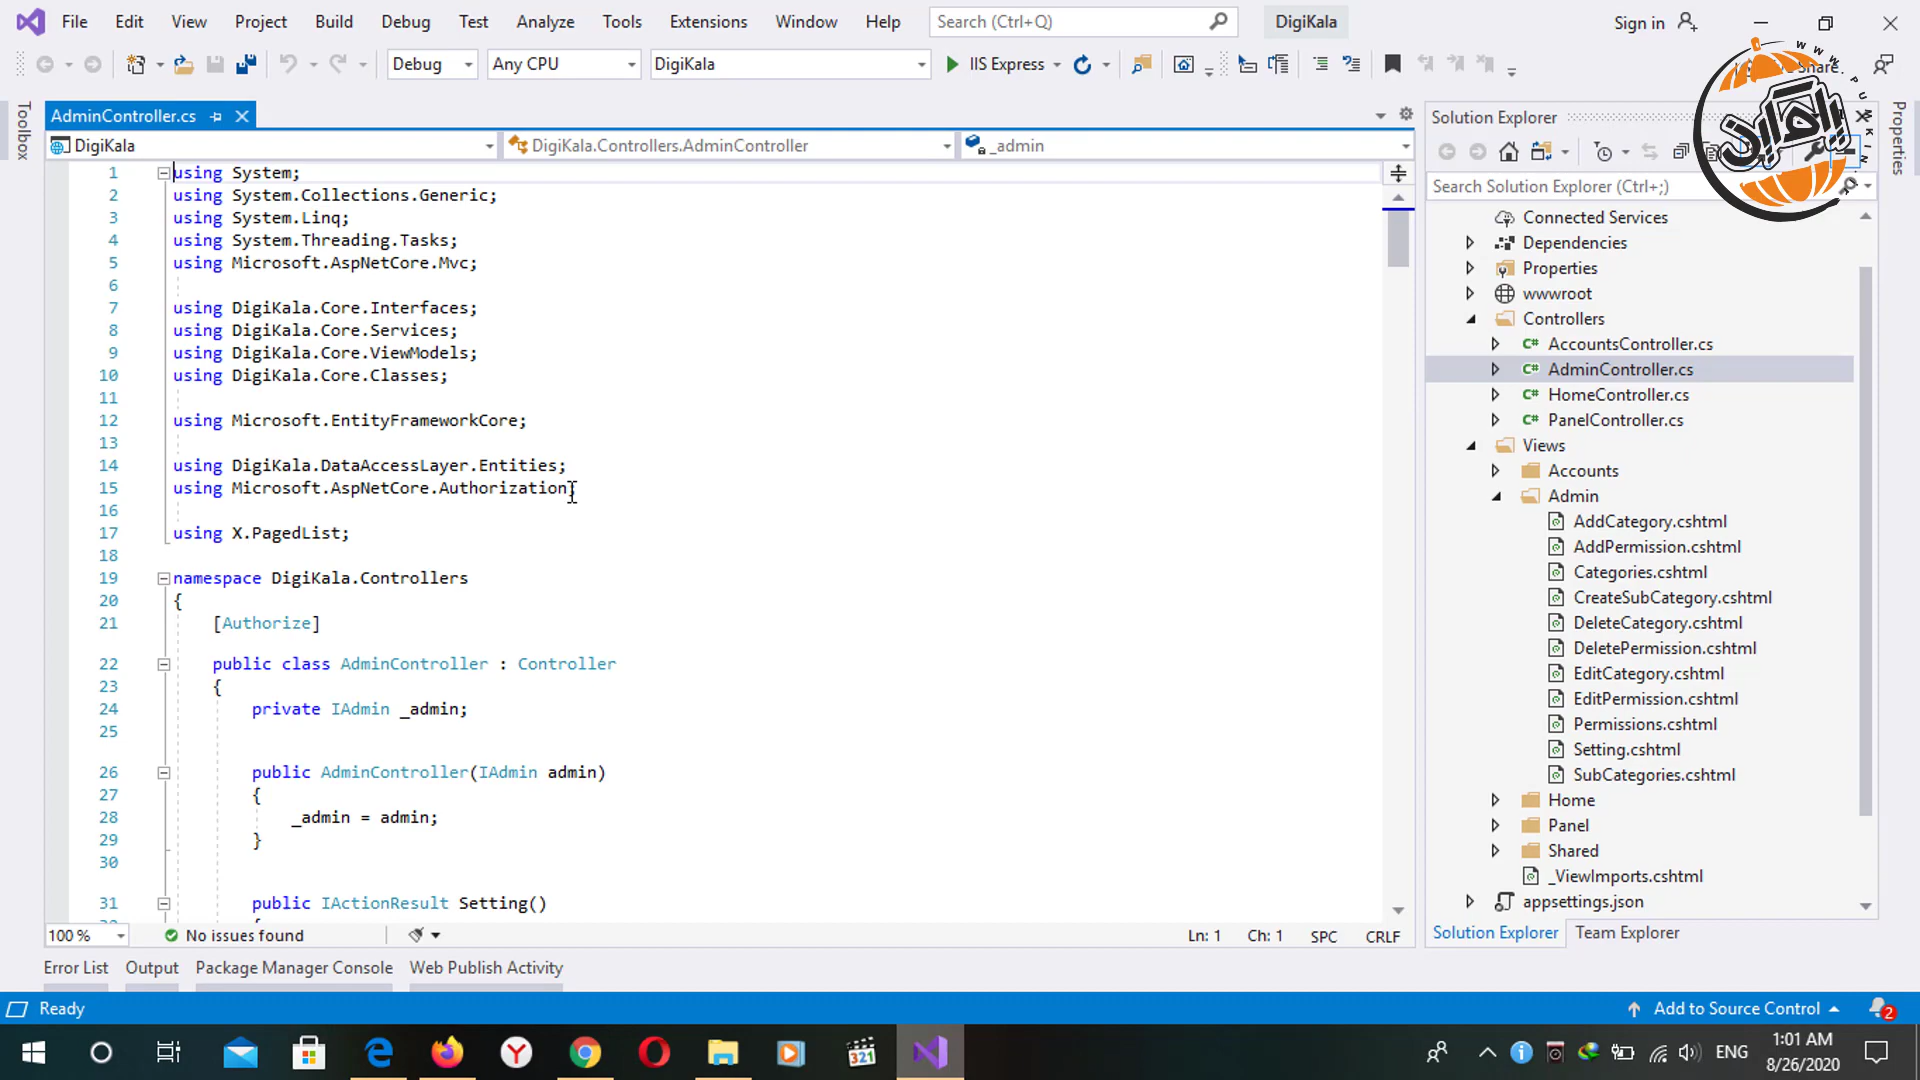 File Edit View Project Build Debug Test Analyze Tools Extensions Window Help Search (Ctrl+Q) DigiKala Sign in
Debug Any CPU DigiKala IIS Express Share
Toolbox
AdminController.cs
DigiKala DigiKala.Controllers.AdminController _admin
1 using System;
2 using System.Collections.Generic;
3 using System.Linq;
4 using System.Threading.Tasks;
5 using Microsoft.AspNetCore.Mvc;
6
7 using DigiKala.Core.Interfaces;
8 using DigiKala.Core.Services;
9 using DigiKala.Core.ViewModels;
10 using DigiKala.Core.Classes;
11
12 using Microsoft.EntityFrameworkCore;
13
14 using DigiKala.DataAccessLayer.Entities;
15 using Microsoft.AspNetCore.Authorization;
16
17 using X.PagedList;
18
19 namespace DigiKala.Controllers
20 {
21 [Authorize]
22 public class AdminController : Controller
23 {
24 private IAdmin _admin;
25
26 public AdminController(IAdmin admin)
27 {
28 _admin = admin;
29 }
30
31 public IActionResult Setting()
100 % No issues found Ln: 1 Ch: 1 SPC CRLF
Solution Explorer
Search Solution Explorer (Ctrl+;)
Connected Services
Dependencies
Properties
wwwroot
Controllers
C# AccountsController.cs
C# AdminController.cs
C# HomeController.cs
C# PanelController.cs
Views
Accounts
Admin
AddCategory.cshtml
AddPermission.cshtml
Categories.cshtml
CreateSubCategory.cshtml
DeleteCategory.cshtml
DeletePermission.cshtml
EditCategory.cshtml
EditPermission.cshtml
Permissions.cshtml
Setting.cshtml
SubCategories.cshtml
Home
Panel
Shared
_ViewImports.cshtml
appsettings.json
Solution Explorer Team Explorer
Properties
Error List Output Package Manager Console Web Publish Activity
Ready Add to Source Control 2
321 ENG 1:01 AM
8/26/2020